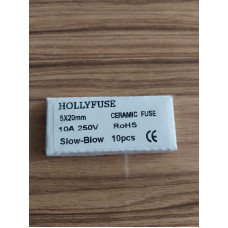 HOLLYFUSE
5X20mm CERAMIC FUSE
10A 250V RoHS
Slow-Blow 10pcs CE